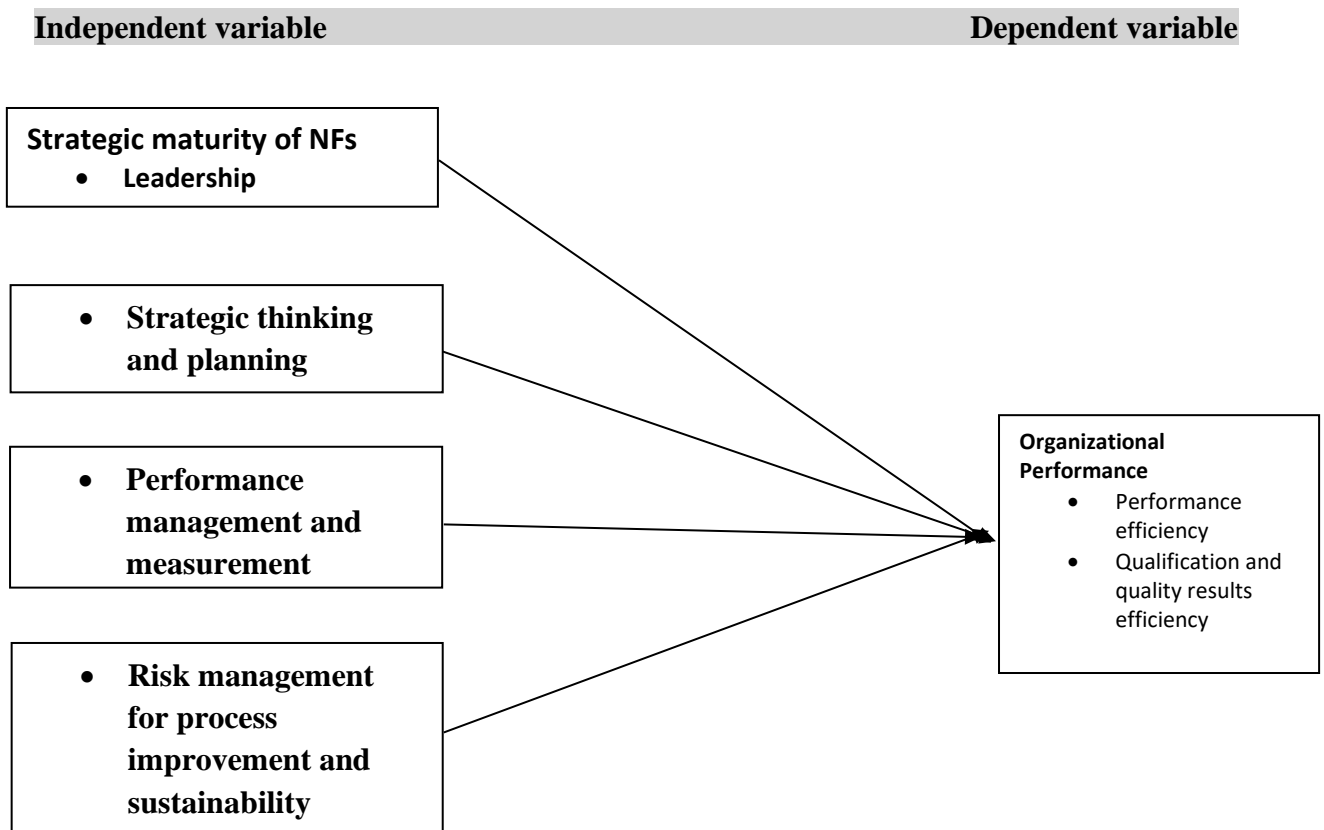 Independent variable Dependent variable
Strategic maturity of NFs
• Leadership
• Strategic thinking
and planning
• Performance
management and
measurement
• Risk management
for process
improvement and
sustainability
Organizational
Performance
• Performance
efficiency
• Qualification and
quality results
efficiency